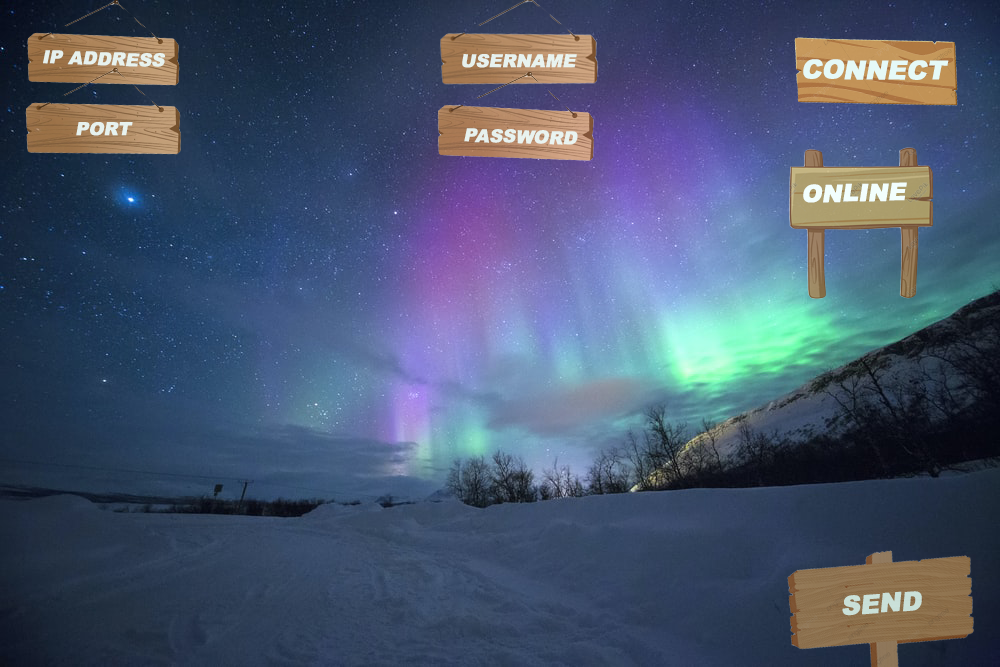 IP ADDRESS
USERNAME
CONNECT
PORT
PASSWORD
ONLINE
SEND